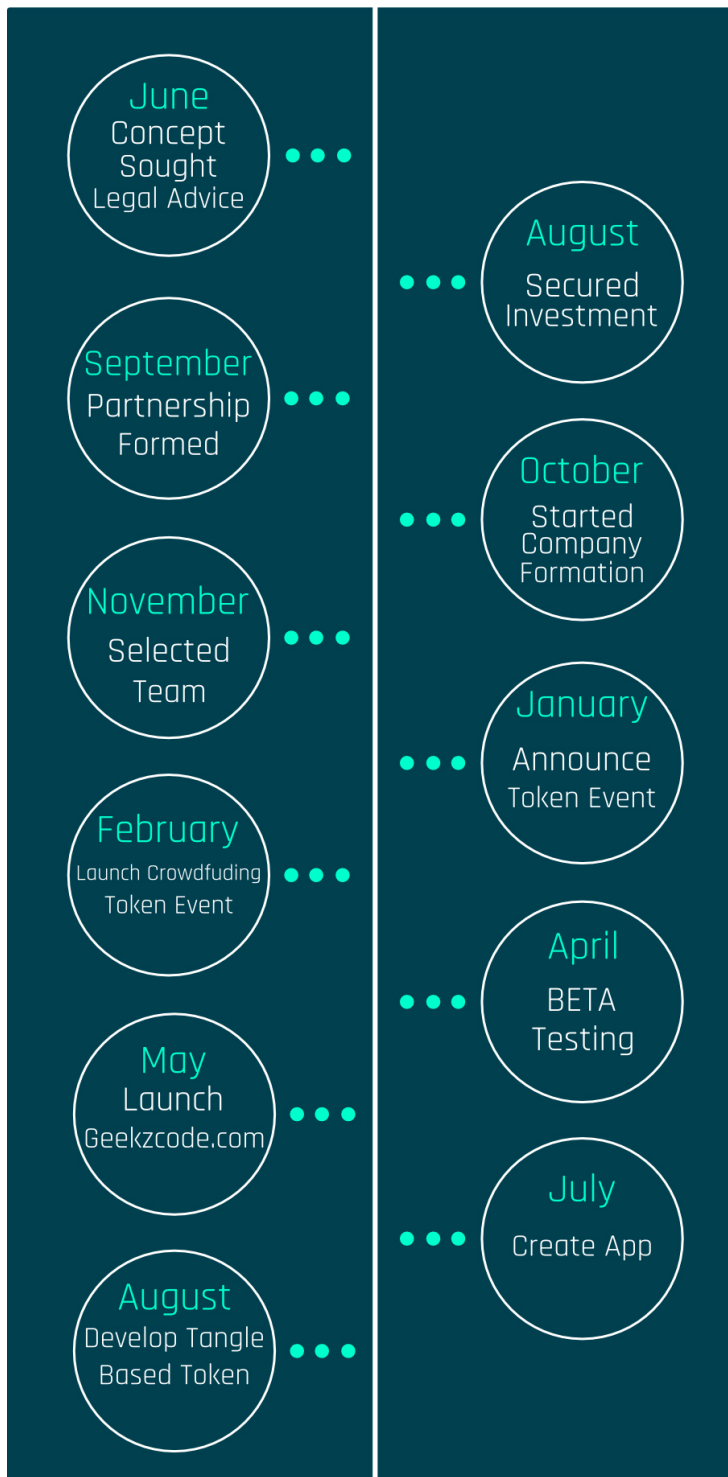 June
Concept
Sought
Legal Advice
August
Secured
Investment
September
Partnership
Formed
October
Started
Company
Formation
November
Selected
Team
January
Announce
Token Event
February
Launch Crowdfuding
Token Event
April
BETA
Testing
May
Launch
Geekzcode.com
July
Create App
August
Develop Tangle
Based Token